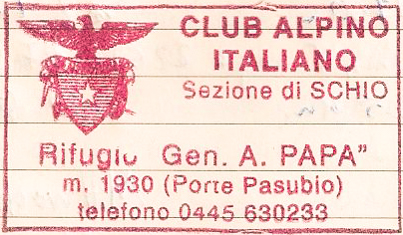 CLUB ALPINO
ITALIANO
Sezione di SCHIO
Rifugio Gen. A. PAPA"
m. 1930 (Porte Pasubio)
telefono 0445 630233